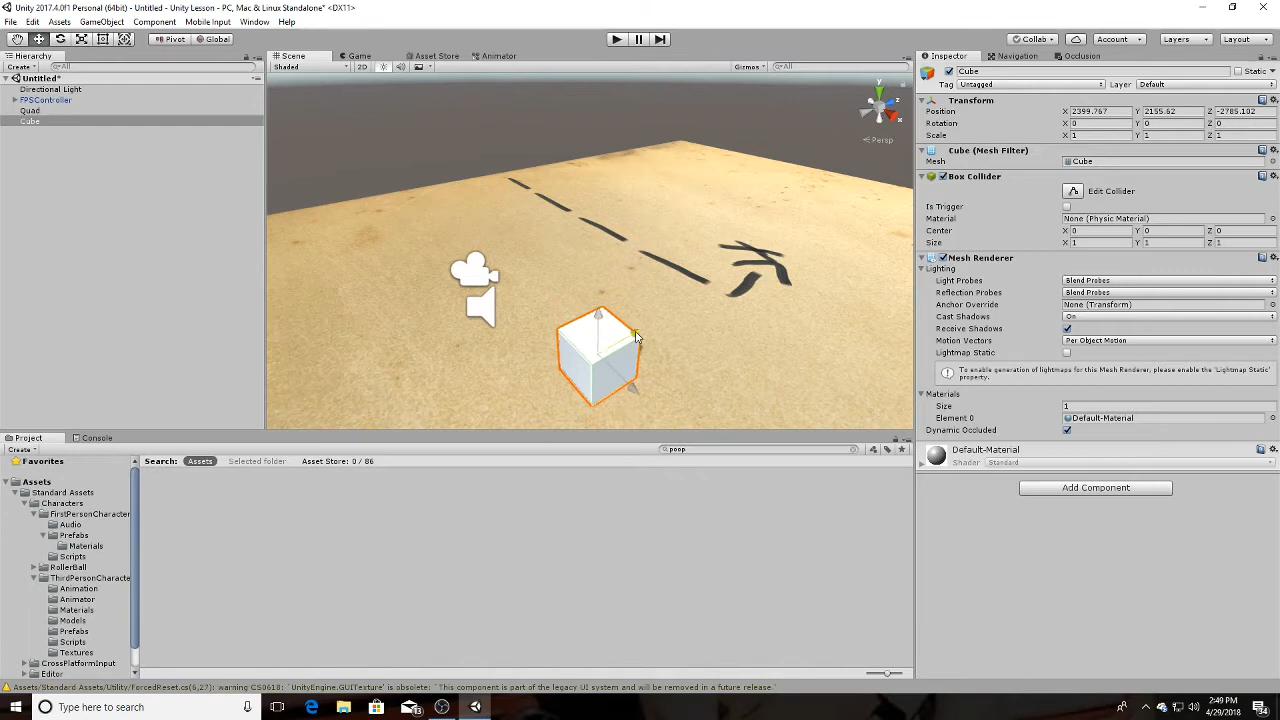 Unity 2017.4.0f1 Personal (64bit) - Untitled - Unity Lesson - PC, Mac & Linux Standalone* <DX11>
File Edit Assets GameObject Component Mobile Input Window Help
Pivot Global Collab Account Layers Layout
Hierarchy
Create All
Untitled*
Directional Light
FPSController
Quad
Cube
Scene Game Asset Store Animator
Shaded 2D Gizmos All
y
z
x
Persp
Inspector Navigation Occlusion
Cube Static
Tag Untagged Layer Default
Transform
Position X 2399.767 Y 2155.62 Z -2785.102
Rotation X 0 Y 0 Z 0
Scale X 1 Y 1 Z 1
Cube (Mesh Filter)
Mesh Cube
Box Collider
Edit Collider
Is Trigger
Material None (Physic Material)
Center X 0 Y 0 Z 0
Size X 1 Y 1 Z 1
Mesh Renderer
Lighting
Light Probes Blend Probes
Reflection Probes Blend Probes
Anchor Override None (Transform)
Cast Shadows On
Receive Shadows
Motion Vectors Per Object Motion
Lightmap Static
To enable generation of lightmaps for this Mesh Renderer, please enable the 'Lightmap Static' property.
Materials
Size 1
Element 0 Default-Material
Dynamic Occluded
Default-Material
Shader Standard
Add Component
Project Console
Create poop
Favorites
Assets
Standard Assets
Characters
FirstPersonCharacter
Audio
Prefabs
Materials
Scripts
RollerBall
ThirdPersonCharacte
Animation
Animator
Materials
Models
Prefabs
Scripts
Textures
CrossPlatformInput
Editor
Search: Assets Selected folder Asset Store: 0 / 86
Assets/Standard Assets/Utility/ForcedReset.cs(6,27): warning CS0618: `UnityEngine.GUITexture' is obsolete: `This component is part of the legacy UI system and will be removed in a future release.'
Type here to search
13
2:49 PM
4/29/2018